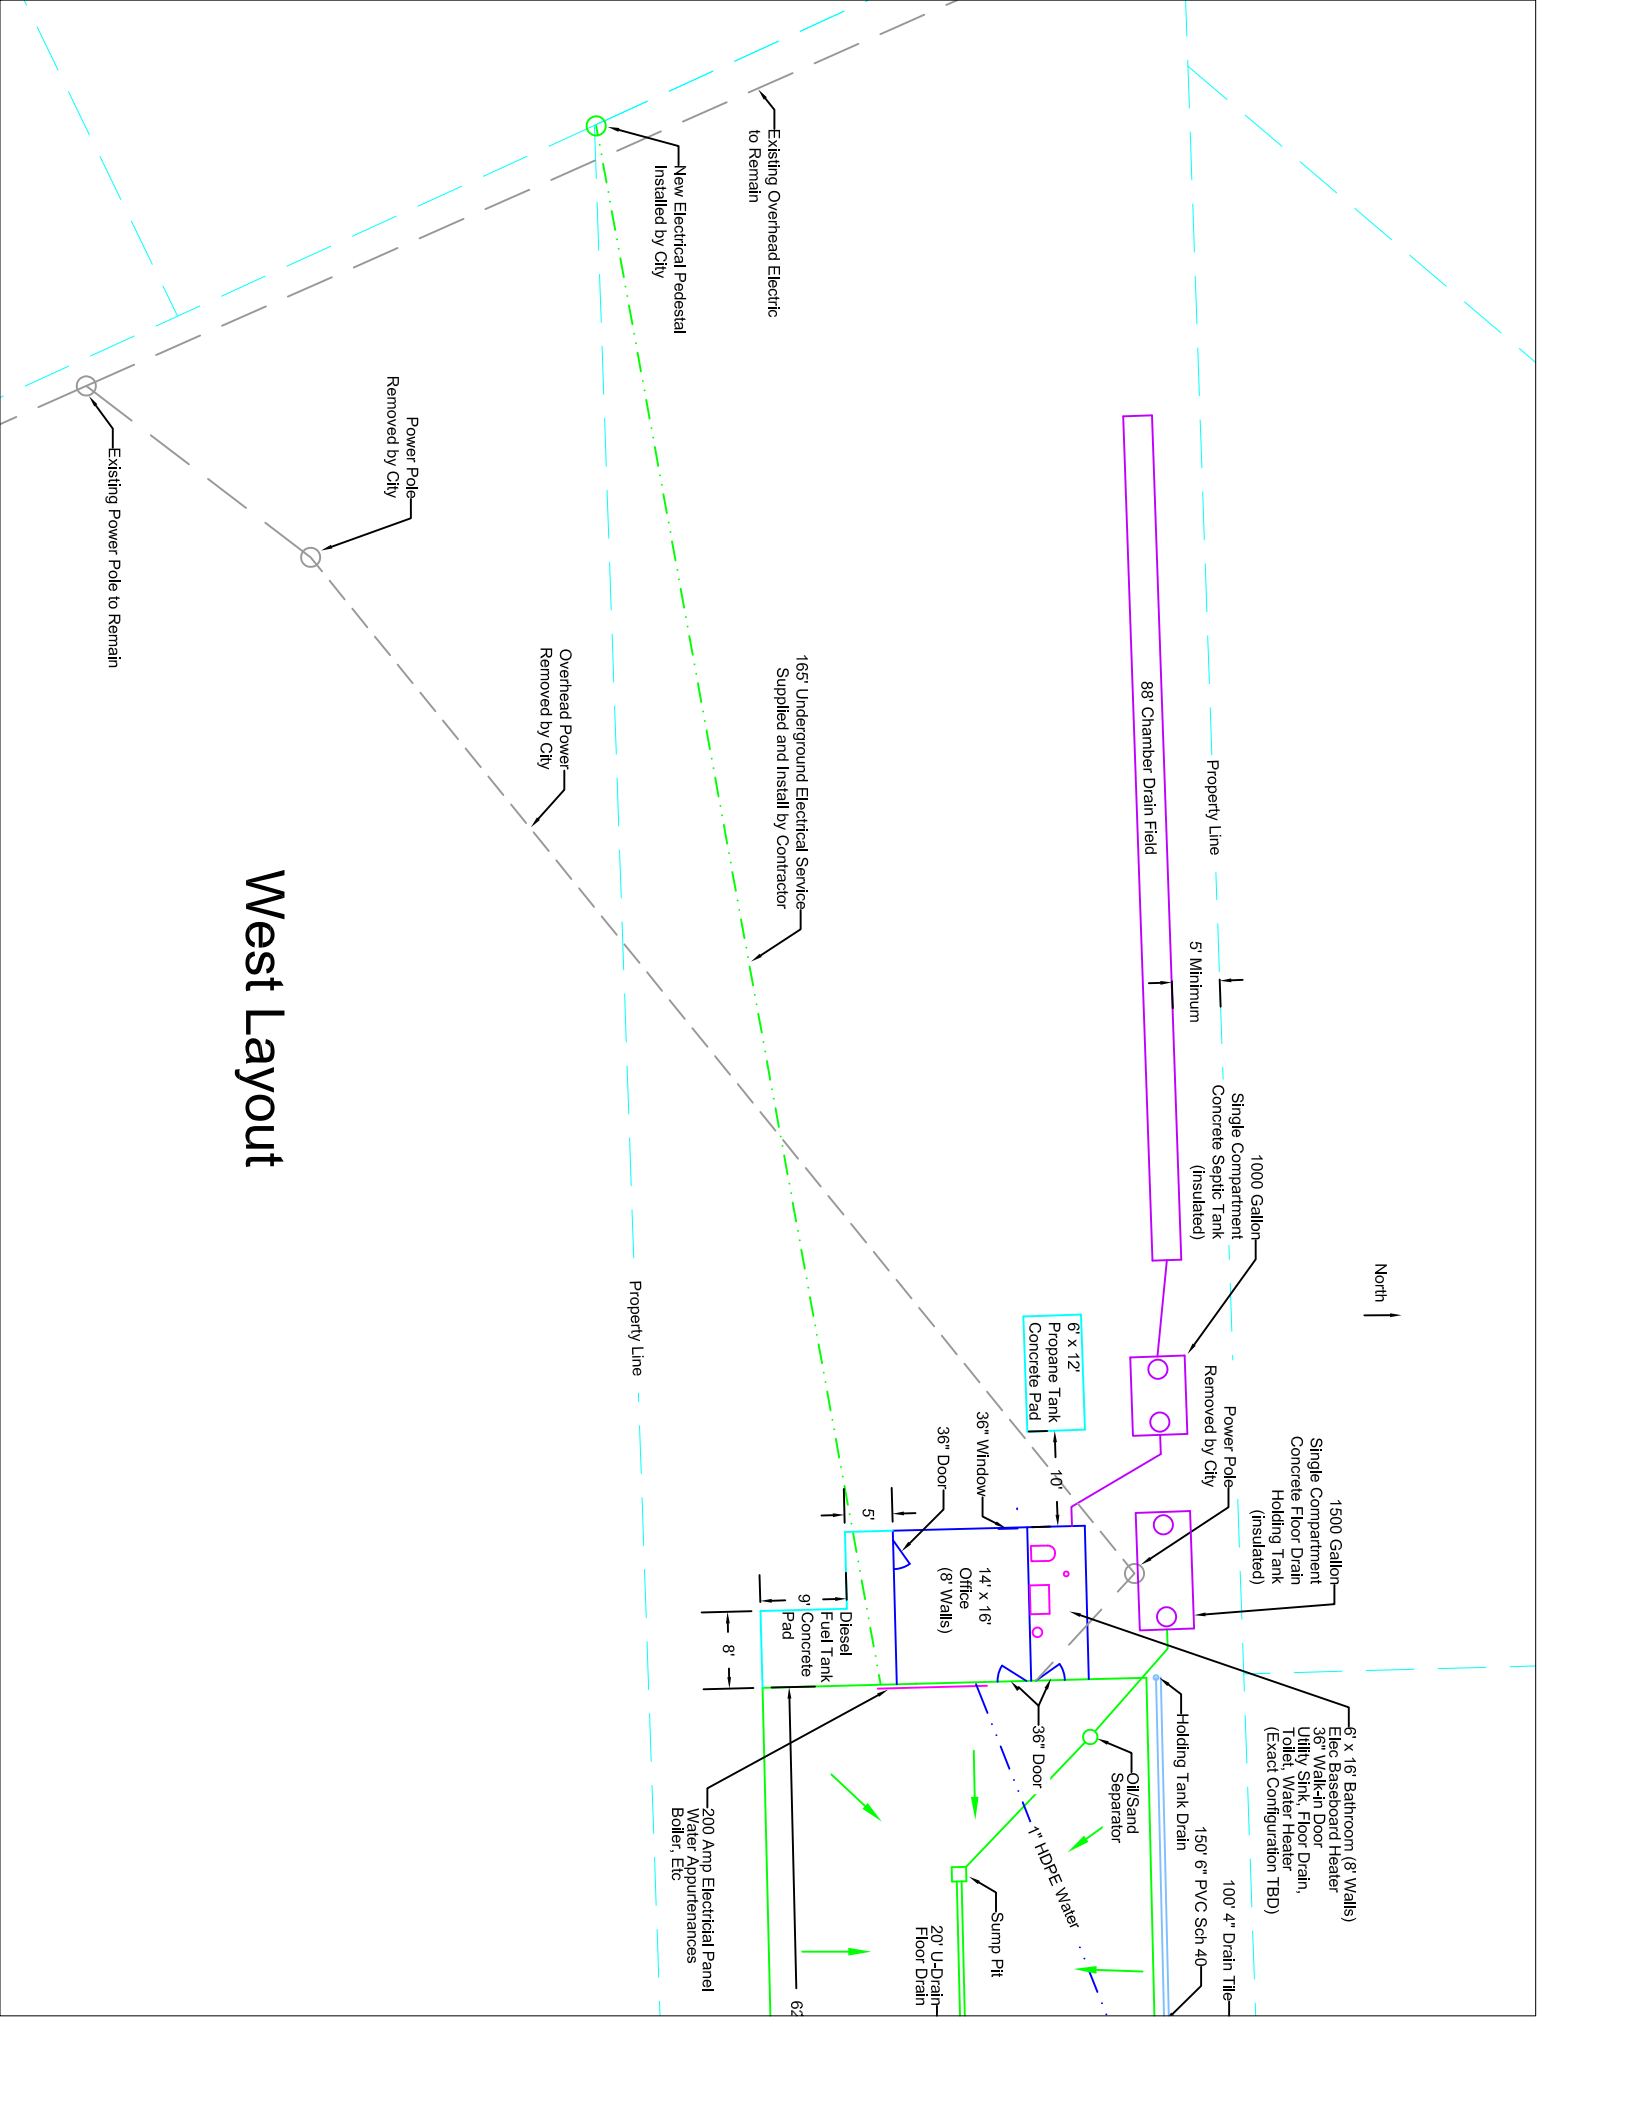 6' x 16' Bathroom (8' Walls)
Elec Baseboard Heater
36" Walk-in Door
Utility Sink, Floor Drain,
Toilet, Water Heater
(Exact Configuration TBD)
North
1500 Gallon
Single Compartment
Concrete Floor Drain
Holding Tank
(insulated)
1000 Gallon
Single Compartment
Concrete Septic Tank
(insulated)
Power Pole
Removed by City
100' 4" Drain Tile
150' 6" PVC Sch 40
Holding Tank Drain
Property Line
5' Minimum
88' Chamber Drain Field
Oil/Sand
Separator
6' x 12'
Propane Tank
Concrete Pad
10'
36" Door
1" HDPE Water
36" Window
36" Door
Sump Pit
14' x 16'
Office
(8' Walls)
20' U-Drain
Floor Drain
5'
Diesel
Fuel Tank
Concrete
Pad
9'
8'
62
Existing Overhead Electric
to Remain
165' Underground Electrical Service
Supplied and Install by Contractor
New Electrical Pedestal
Installed by City
200 Amp Electricial Panel
Water Appurtenances
Boiler, Etc
Property Line
Overhead Power
Removed by City
Power Pole
Removed by City
Existing Power Pole to Remain
West Layout